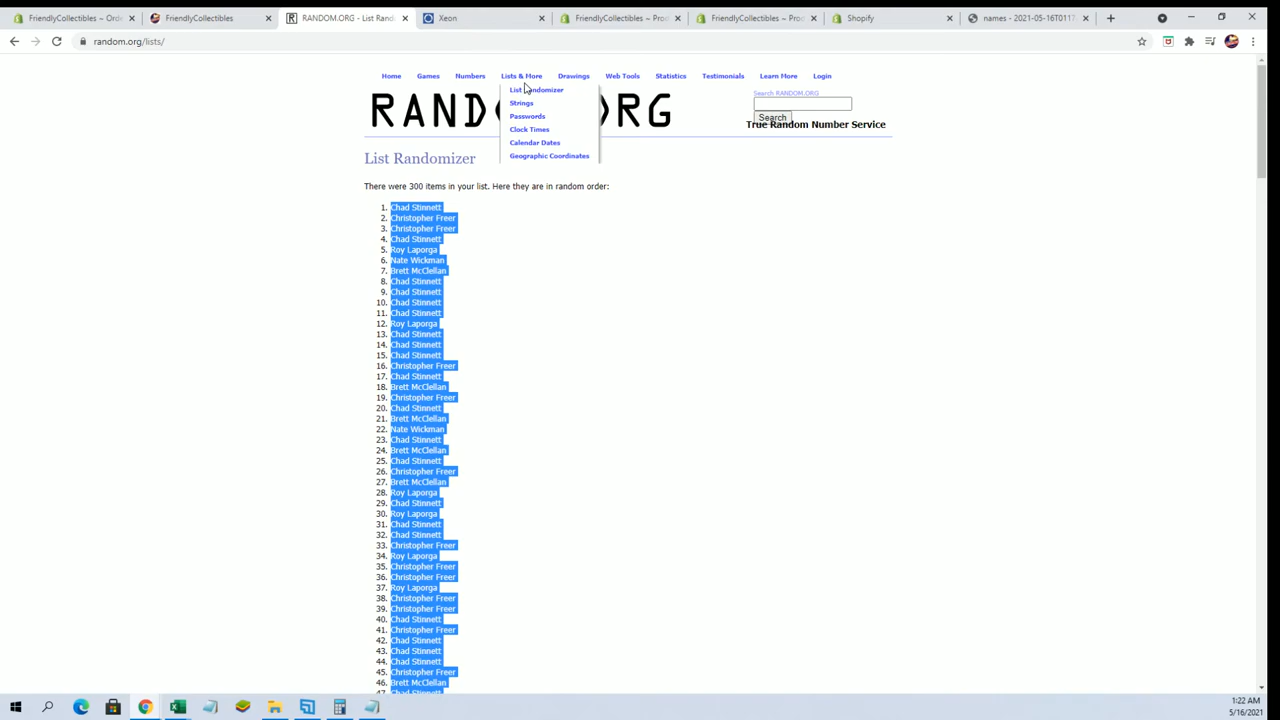 FriendlyCollectibles ~ Orde
FriendlyCollectibles
RANDOM.ORG - List Rand
Xeon
FriendlyCollectibles ~ Prod
FriendlyCollectibles ~ Prod
Shopify
names - 2021-05-16T0117
random.org/lists/
Home Games Numbers Lists & More Drawings Web Tools Statistics Testimonials Learn More Login
List Randomizer
Strings
Passwords
Clock Times
Calendar Dates
Geographic Coordinates
Search RANDOM.ORG
Search
True Random Number Service
List Randomizer
There were 300 items in your list. Here they are in random order:
1. Chad Stinnett
2. Christopher Freer
3. Christopher Freer
4. Chad Stinnett
5. Roy Laporga
6. Nate Wickman
7. Brett McClellan
8. Chad Stinnett
9. Chad Stinnett
10. Chad Stinnett
11. Chad Stinnett
12. Roy Laporga
13. Chad Stinnett
14. Chad Stinnett
15. Chad Stinnett
16. Christopher Freer
17. Chad Stinnett
18. Brett McClellan
19. Christopher Freer
20. Chad Stinnett
21. Brett McClellan
22. Nate Wickman
23. Chad Stinnett
24. Brett McClellan
25. Chad Stinnett
26. Christopher Freer
27. Brett McClellan
28. Roy Laporga
29. Chad Stinnett
30. Roy Laporga
31. Chad Stinnett
32. Chad Stinnett
33. Christopher Freer
34. Roy Laporga
35. Christopher Freer
36. Christopher Freer
37. Roy Laporga
38. Christopher Freer
39. Christopher Freer
40. Chad Stinnett
41. Christopher Freer
42. Chad Stinnett
43. Chad Stinnett
44. Chad Stinnett
45. Christopher Freer
46. Brett McClellan
47. Chad Stinnett
1:22 AM
5/16/2021